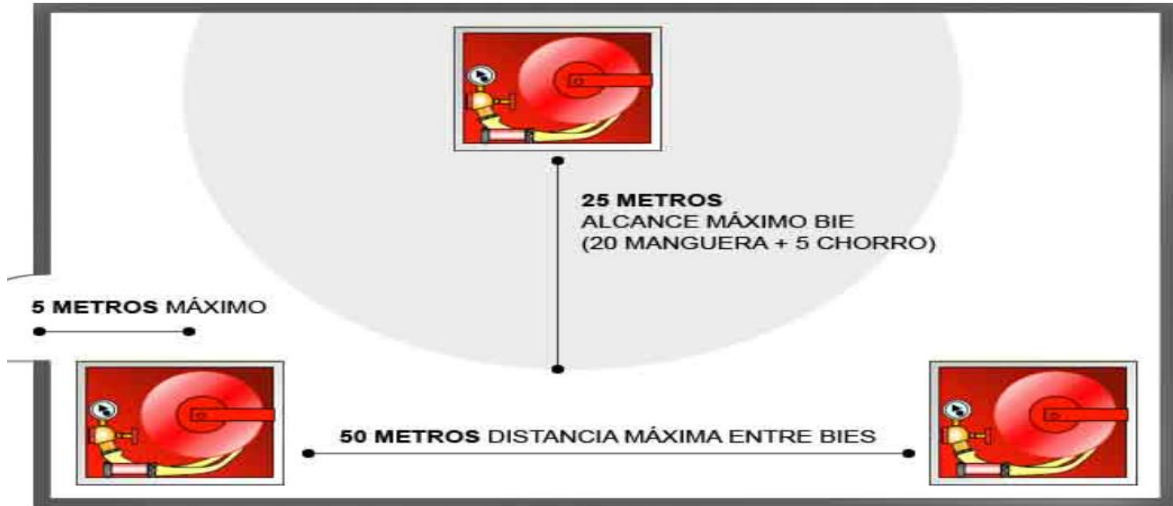 25 METROS
ALCANCE MÁXIMO BIE
(20 MANGUERA + 5 CHORRO)
5 METROS MÁXIMO
50 METROS DISTANCIA MÁXIMA ENTRE BIES